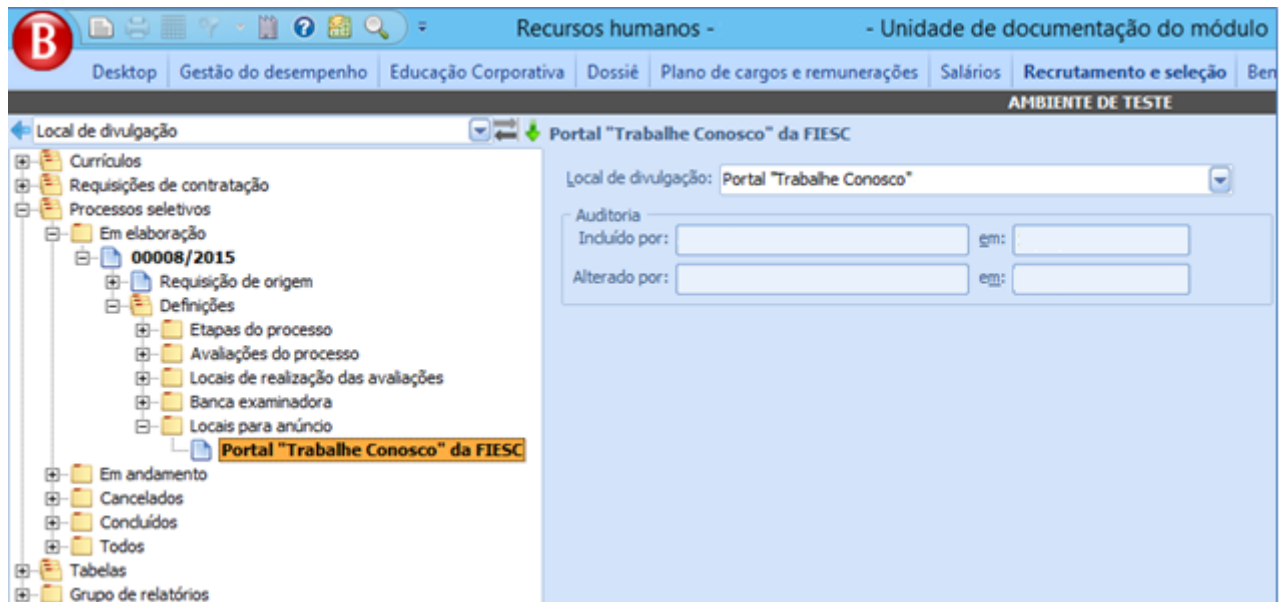 B
Recursos humanos - - Unidade de documentação do módulo
Desktop Gestão do desempenho Educação Corporativa Dossiê Plano de cargos e remunerações Salários Recrutamento e seleção Ben
AMBIENTE DE TESTE
Local de divulgação
Portal "Trabalhe Conosco" da FIESC
Currículos
Requisições de contratação
Processos seletivos
Em elaboração
00008/2015
Requisição de origem
Definições
Etapas do processo
Avaliações do processo
Locais de realização das avaliações
Banca examinadora
Locais para anúncio
Portal "Trabalhe Conosco" da FIESC
Em andamento
Cancelados
Concluídos
Todos
Tabelas
Grupo de relatórios
Local de divulgação: Portal "Trabalhe Conosco"
Auditoria
Incluído por: em:
Alterado por: em: